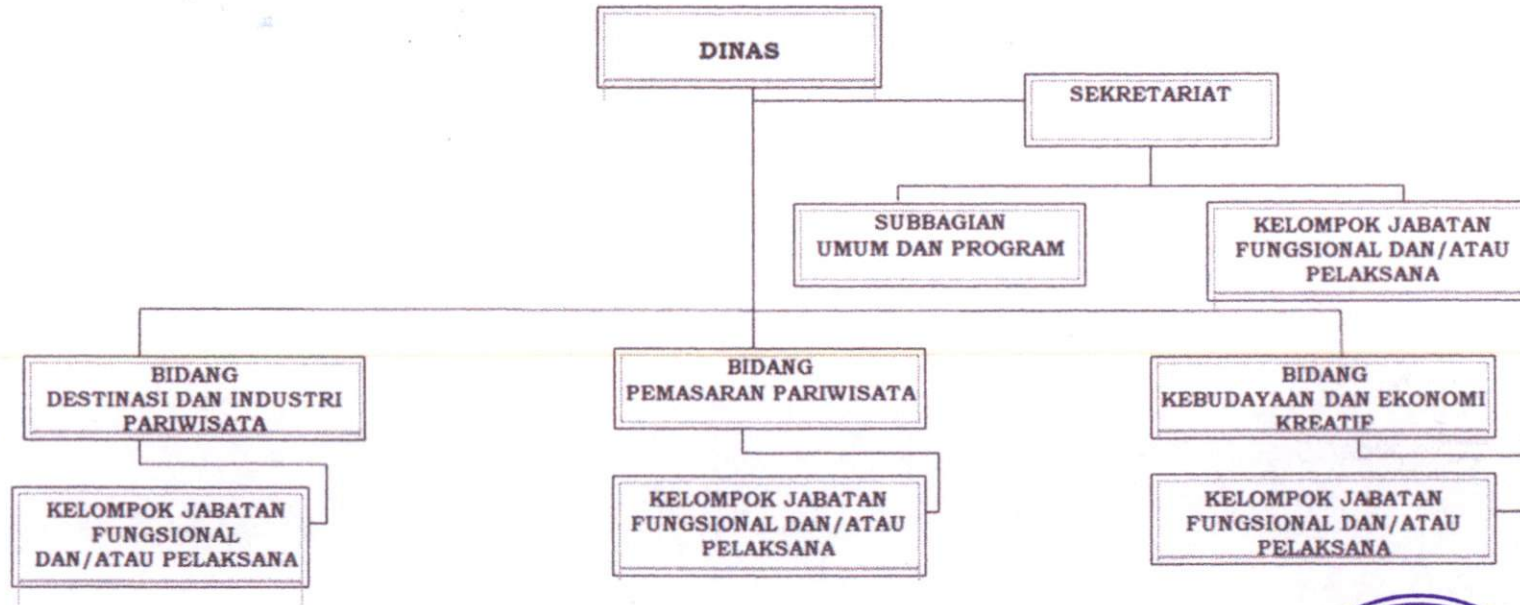 DINAS
SEKRETARIAT
SUBBAGIAN
UMUM DAN PROGRAM
KELOMPOK JABATAN
FUNGSIONAL DAN/ATAU
PELAKSANA
BIDANG
DESTINASI DAN INDUSTRI
PARIWISATA
BIDANG
PEMASARAN PARIWISATA
BIDANG
KEBUDAYAAN DAN EKONOMI
KREATIF
KELOMPOK JABATAN
FUNGSIONAL
DAN/ATAU PELAKSANA
KELOMPOK JABATAN
FUNGSIONAL DAN/ATAU
PELAKSANA
KELOMPOK JABATAN
FUNGSIONAL DAN/ATAU
PELAKSANA